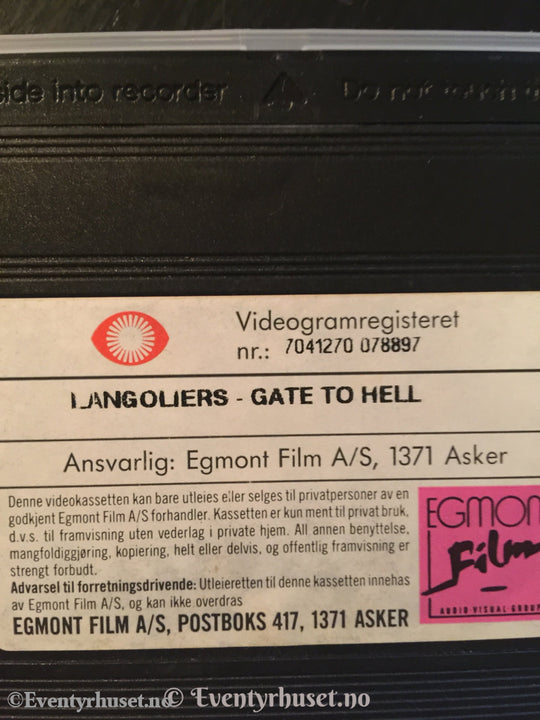 side into recorder Do not touch
Videogramregisteret
nr.: 7041270 078897
LANGOLIERS - GATE TO HELL
Ansvarlig: Egmont Film A/S, 1371 Asker
Denne videokassetten kan bare utleies eller selges til privatpersoner av en
godkjent Egmont Film A/S forhandler. Kassetten er kun ment til privat bruk,
d.v.s. til framvisning uten vederlag i private hjem. All annen benyttelse,
mangfoldiggjøring, kopiering, helt eller delvis, og offentlig framvisning er
strengt forbudt.
Advarsel til forretningsdrivende: Utleieretten til denne kassetten innehas
av Egmont Film A/S, og kan ikke overdras
EGMONT FILM A/S, POSTBOKS 417, 1371 ASKER
EGMON
Film
AUDIO VISUAL GROUP
©Eventyrhuset.no © Eventyrhuset.no